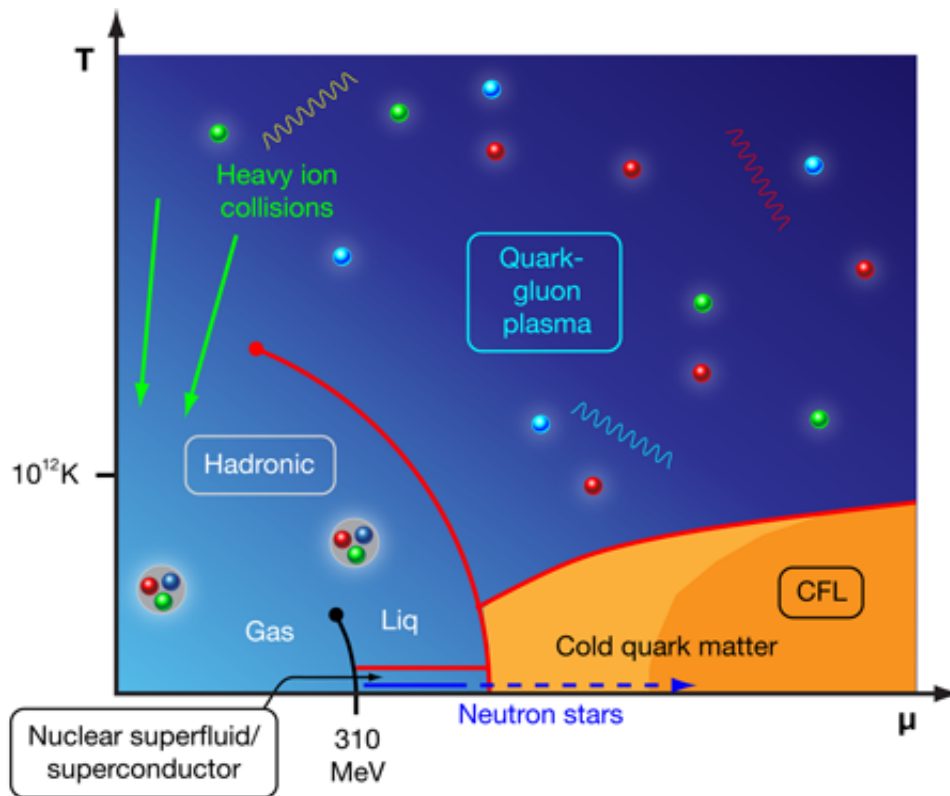 T
Heavy ion
collisions
Quark-
gluon
plasma
10¹²K
Hadronic
CFL
Gas
Liq
Cold quark matter
Neutron stars
μ
Nuclear superfluid/
superconductor
310
MeV